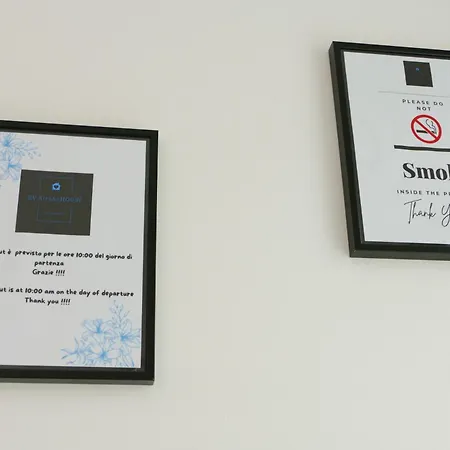 ut è previsto per le ore 10:00 del giorno di
partenza
Grazie !!!!
ut is at 10:00 am on the day of departure
Thank you !!!!
PLEASE DO
NOT
Smo
INSIDE THE P
Thank Y